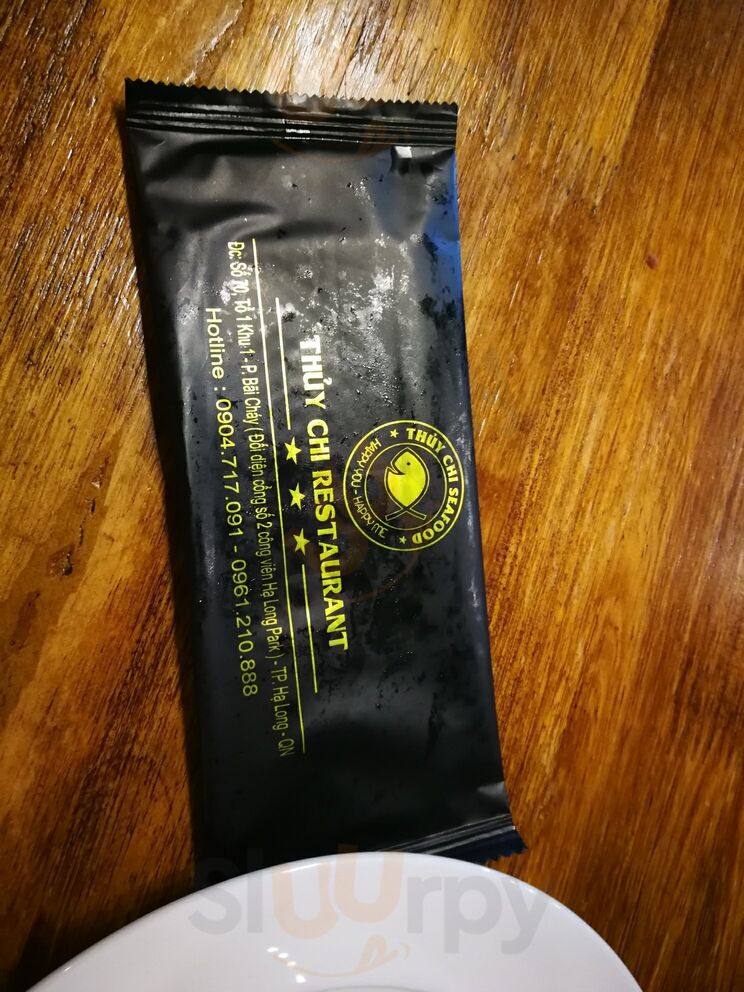 THỦY CHI SEAFOOD
HAPPY YOU - HAPPY ME
THỦY CHI RESTAURANT
Đc: Số 70, Tổ 1 Khu 1 - P. Bãi Cháy ( Đối diện cổng số 2 công viên Hạ Long Park ) - TP. Hạ Long - QN
Hotline : 0904.717.091 - 0961.210.888
Sluurpy